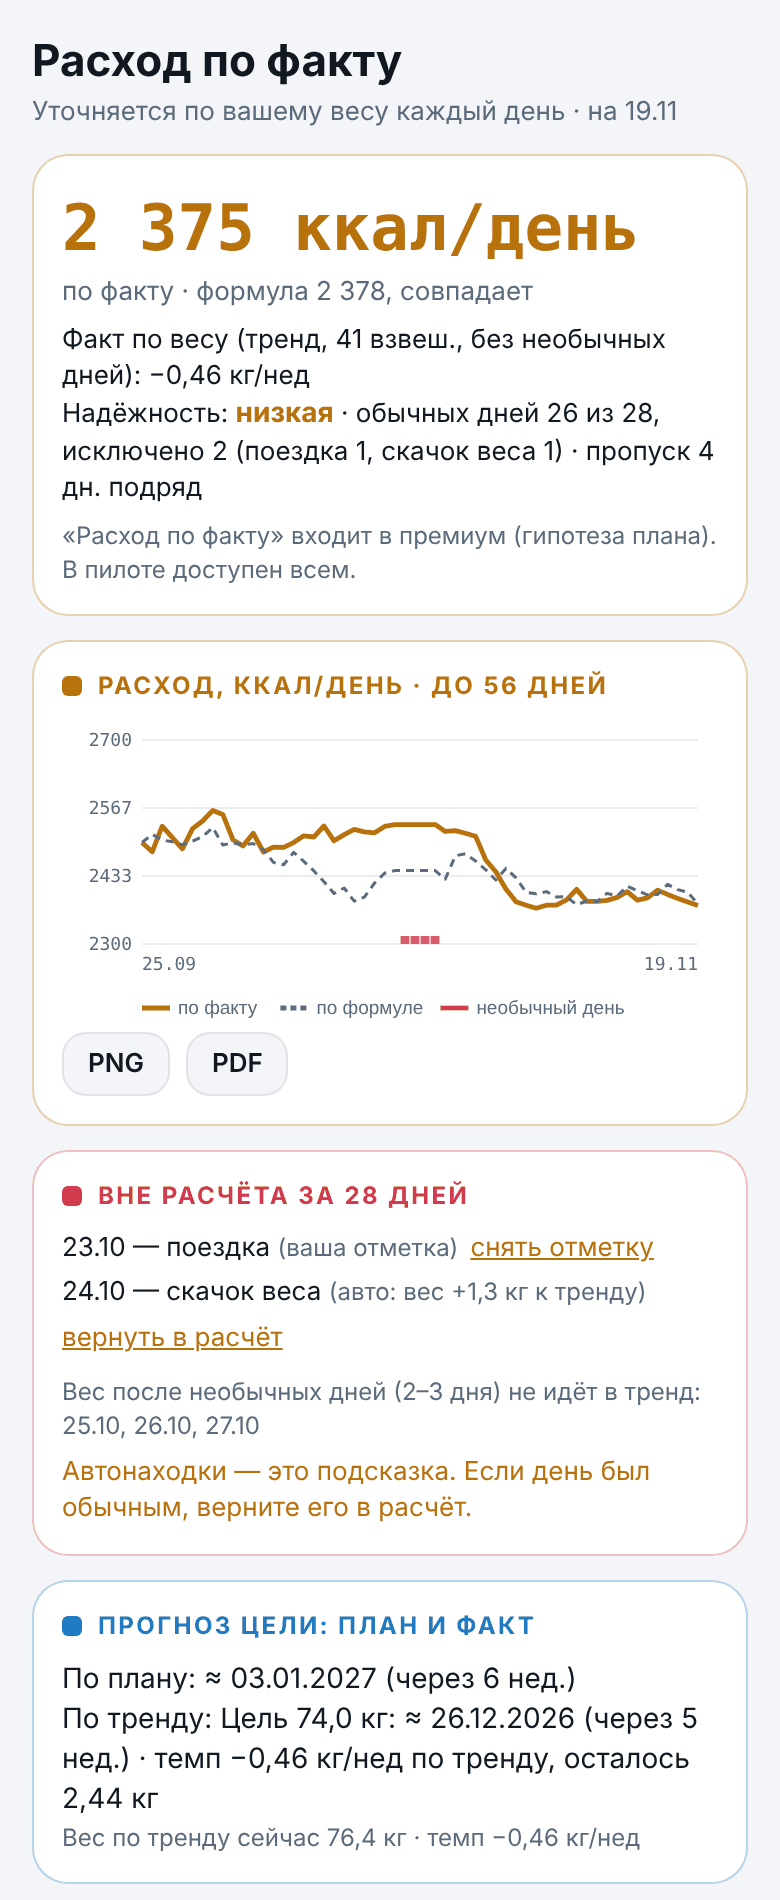 Расход по факту
Уточняется по вашему весу каждый день · на 19.11
2 375 ккал/день
по факту · формула 2 378, совпадает
Факт по весу (тренд, 41 взвеш., без необычных
дней): −0,46 кг/нед
Надёжность: низкая · обычных дней 26 из 28,
исключено 2 (поездка 1, скачок веса 1) · пропуск 4
дн. подряд
«Расход по факту» входит в премиум (гипотеза плана).
В пилоте доступен всем.
РАСХОД, ККАЛ/ДЕНЬ · ДО 56 ДНЕЙ
2700
2567
2433
2300
25.09 19.11
по факту по формуле необычный день
PNG PDF
ВНЕ РАСЧЁТА ЗА 28 ДНЕЙ
23.10 — поездка (ваша отметка) снять отметку
24.10 — скачок веса (авто: вес +1,3 кг к тренду)
вернуть в расчёт
Вес после необычных дней (2–3 дня) не идёт в тренд:
25.10, 26.10, 27.10
Автонаходки — это подсказка. Если день был
обычным, верните его в расчёт.
ПРОГНОЗ ЦЕЛИ: ПЛАН И ФАКТ
По плану: ≈ 03.01.2027 (через 6 нед.)
По тренду: Цель 74,0 кг: ≈ 26.12.2026 (через 5
нед.) · темп −0,46 кг/нед по тренду, осталось
2,44 кг
Вес по тренду сейчас 76,4 кг · темп −0,46 кг/нед